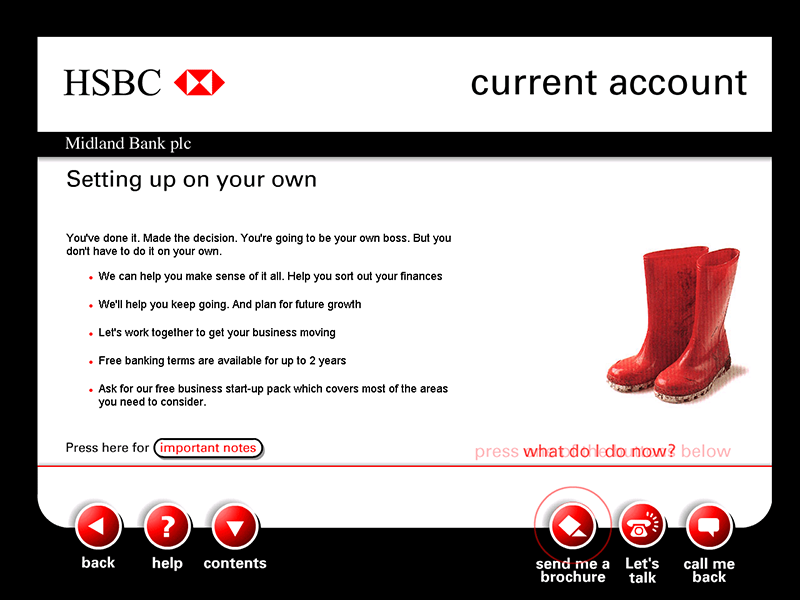 HSBC
current account
Midland Bank plc
Setting up on your own
You've done it. Made the decision. You're going to be your own boss. But you
don't have to do it on your own.
We can help you make sense of it all. Help you sort out your finances
We'll help you keep going. And plan for future growth
Let's work together to get your business moving
Free banking terms are available for up to 2 years
Ask for our free business start-up pack which covers most of the areas
you need to consider.
Press here for important notes
press of the buttons below
what do I do now?
?
back
help
contents
send me a
brochure
Let's
talk
call me
back